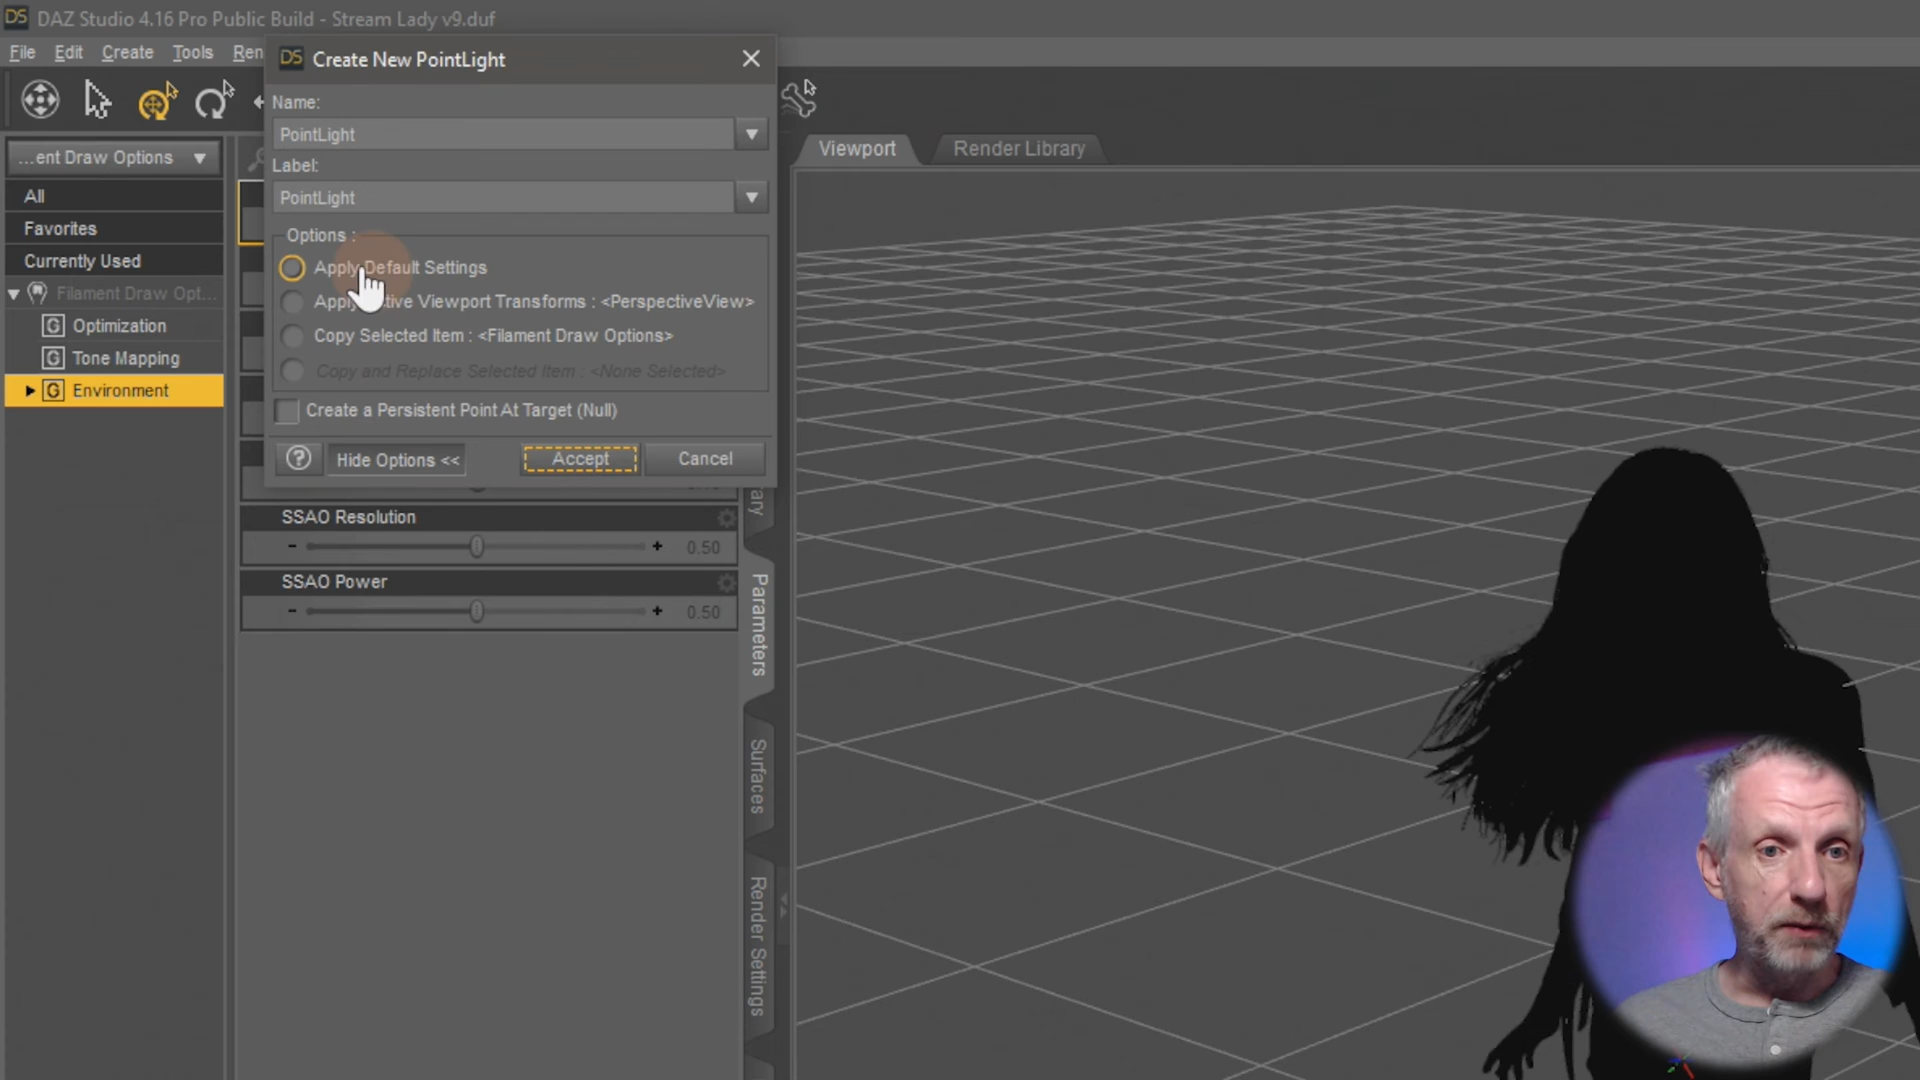 DS DAZ Studio 4.16 Pro Public Build - Stream Lady v9.duf
File Edit Create Tools Ren
DS Create New PointLight
Name:
PointLight
Label:
PointLight
Options :
Apply Default Settings
Viewport Transforms : <PerspectiveView>
Copy Selected Item : <Filament Draw Options>
Copy and Replace Selected Item : <None Selected>
Create a Persistent Point At Target (Null)
? Hide Options << Accept Cancel
...ent Draw Options
All
Favorites
Currently Used
Filament Draw Opt...
G Optimization
G Tone Mapping
G Environment
SSAO Resolution
- + 0.50
SSAO Power
- + 0.50
Parameters
Surfaces
Render Settings
Viewport Render Library